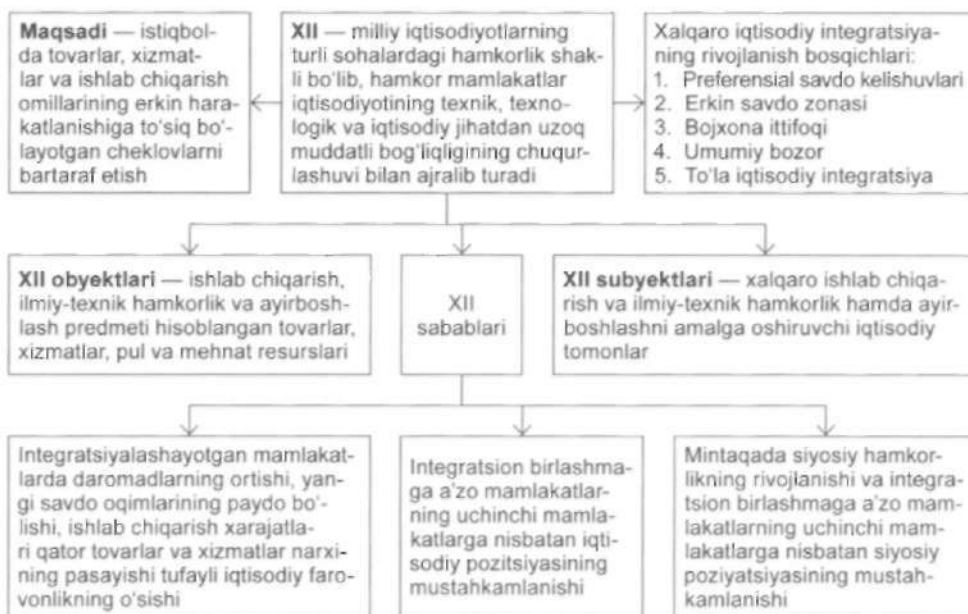 Maqsadi — istiqbol-
da tovarlar, xizmat-
lar va ishlab chiqarish
omillarining erkin hara-
katlanishiga to‘siq bo‘-
layotgan cheklovlarni
bartaraf etish
XII — milliy iqtisodiyotlarning
turli sohalardagi hamkorlik shak-
li bo‘lib, hamkor mamlakatlar
iqtisodiyotining texnik, texno-
logik va iqtisodiy jihatdan uzoq
muddatli bog‘liqligining chuqur-
lashuvi bilan ajralib turadi
Xalqaro iqtisodiy integratsiya-
ning rivojlanish bosqichlari:
1. Preferensial savdo kelishuvlari
2. Erkin savdo zonasi
3. Bojxona ittifoqi
4. Umumiy bozor
5. To‘la iqtisodiy integratsiya
XII obyektlari — ishlab chiqarish,
ilmiy-texnik hamkorlik va ayirbosh-
lash predmeti hisoblangan tovarlar,
xizmatlar, pul va mehnat resurslari
XII
sabablari
XII subyektlari — xalqaro ishlab chiqa-
rish va ilmiy-texnik hamkorlik hamda ayir-
boshlashni amalga oshiruvchi iqtisodiy
tomonlar
Integratsiyalashayotgan mamlakat-
larda daromadlarning ortishi, yan-
gi savdo oqimlarining paydo bo‘-
lishi, ishlab chiqarish xarajatla-
ri qator tovarlar va xizmatlar narxi-
ning pasayishi tufayli iqtisodiy faro-
vonlikning o‘sishi
Integratsion birlashma-
ga a’zo mamlakatlar-
ning uchinchi mamla-
katlarga nisbatan iqti-
sodiy pozitsiyasining
mustahkamlanishi
Mintaqada siyosiy hamkor-
likning rivojlanishi va integra-
tsion birlashmaga a’zo mam-
lakatlarning uchinchi mam-
lakatlarga nisbatan siyosiy
poziyatsiyasining mustah-
kamlanishi